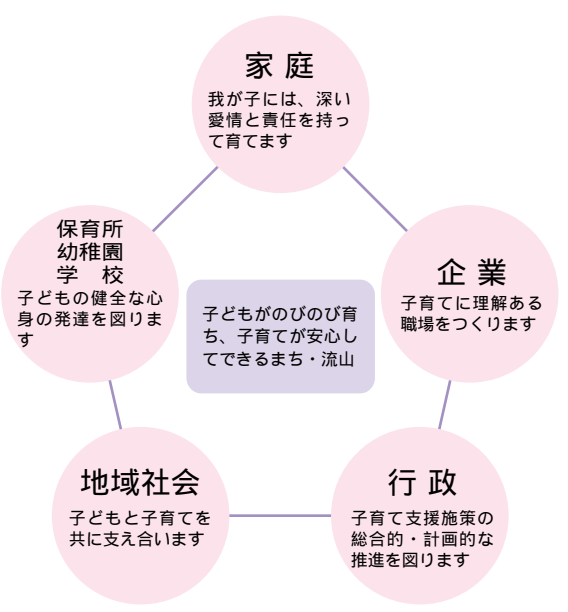 家 庭
我が子には、深い
愛情と責任を持っ
て育てます
保育所
幼稚園
学　校
子どもの健全な心
身の発達を図りま
す
企 業
子育てに理解ある
職場をつくります
子どもがのびのび育
ち、子育てが安心し
てできるまち・流山
地域社会
子どもと子育てを
共に支え合います
行 政
子育て支援施策の
総合的・計画的な
推進を図ります